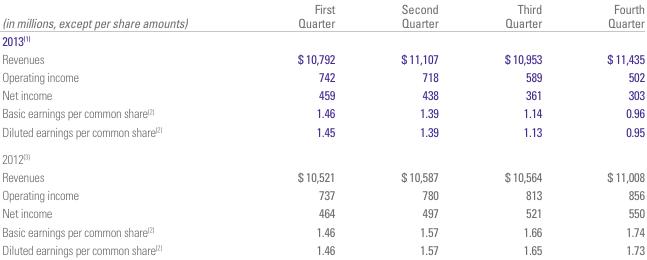 First Second Third Fourth
(in millions, except per share amounts) Quarter Quarter Quarter Quarter
2013(1)
Revenues $ 10,792 $ 11,107 $ 10,953 $ 11,435
Operating income 742 718 589 502
Net income 459 438 361 303
Basic earnings per common share(2) 1.46 1.39 1.14 0.96
Diluted earnings per common share(2) 1.45 1.39 1.13 0.95
2012(3)
Revenues $ 10,521 $ 10,587 $ 10,564 $ 11,008
Operating income 737 780 813 856
Net income 464 497 521 550
Basic earnings per common share(2) 1.46 1.57 1.66 1.74
Diluted earnings per common share(2) 1.46 1.57 1.65 1.73